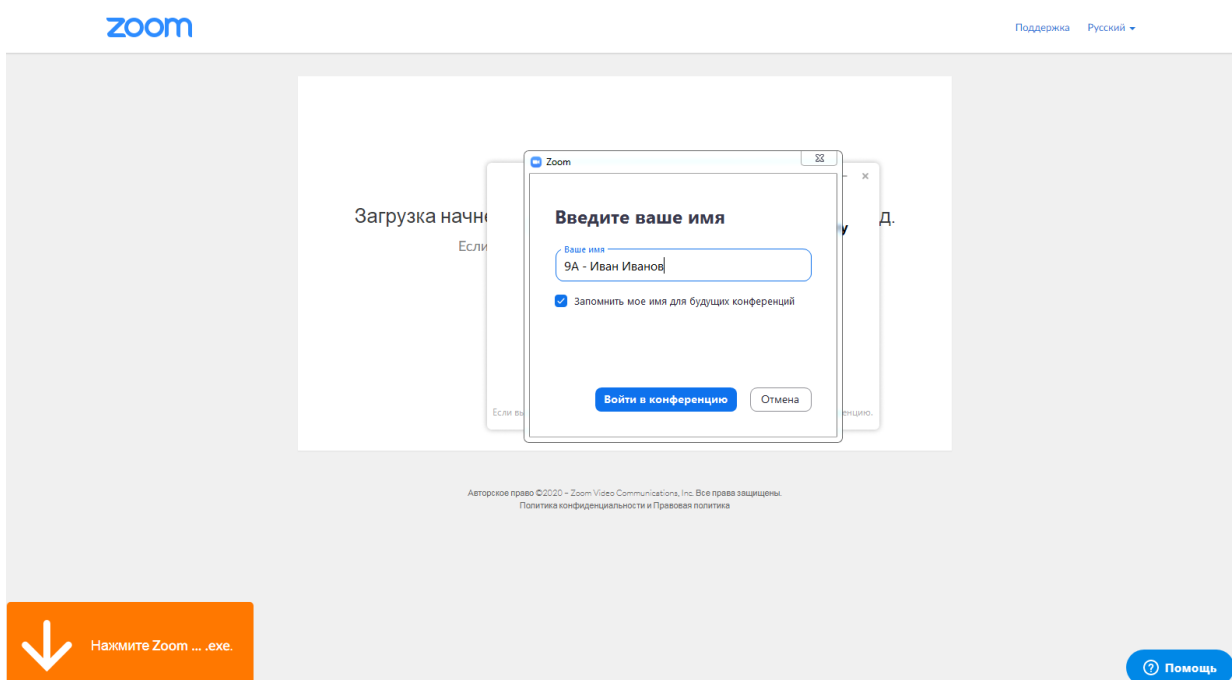 zoom
Поддержка Русский
Zoom
Загрузка начне
д.
у
Если
Введите ваше имя
Ваше имя
9А - Иван Иванов
Запомнить мое имя для будущих конференций
Войти в конференцию Отмена
Если вы
енцию.
Авторское право ©2020 - Zoom Video Communications, Inc. Все права защищены.
Политика конфиденциальности и Правовая политика
Нажмите Zoom ... .exe.
Помощь